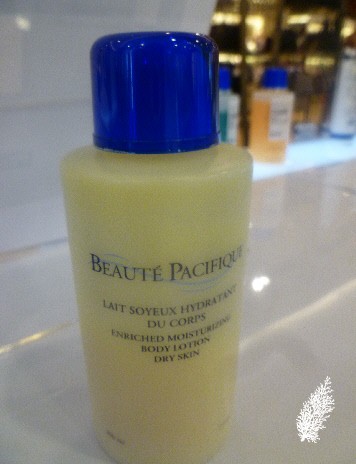 BEAUTÉ PACIFIQUE
LAIT SOYEUX HYDRATANT
DU CORPS
ENRICHED MOISTURIZING
BODY LOTION
DRY SKIN